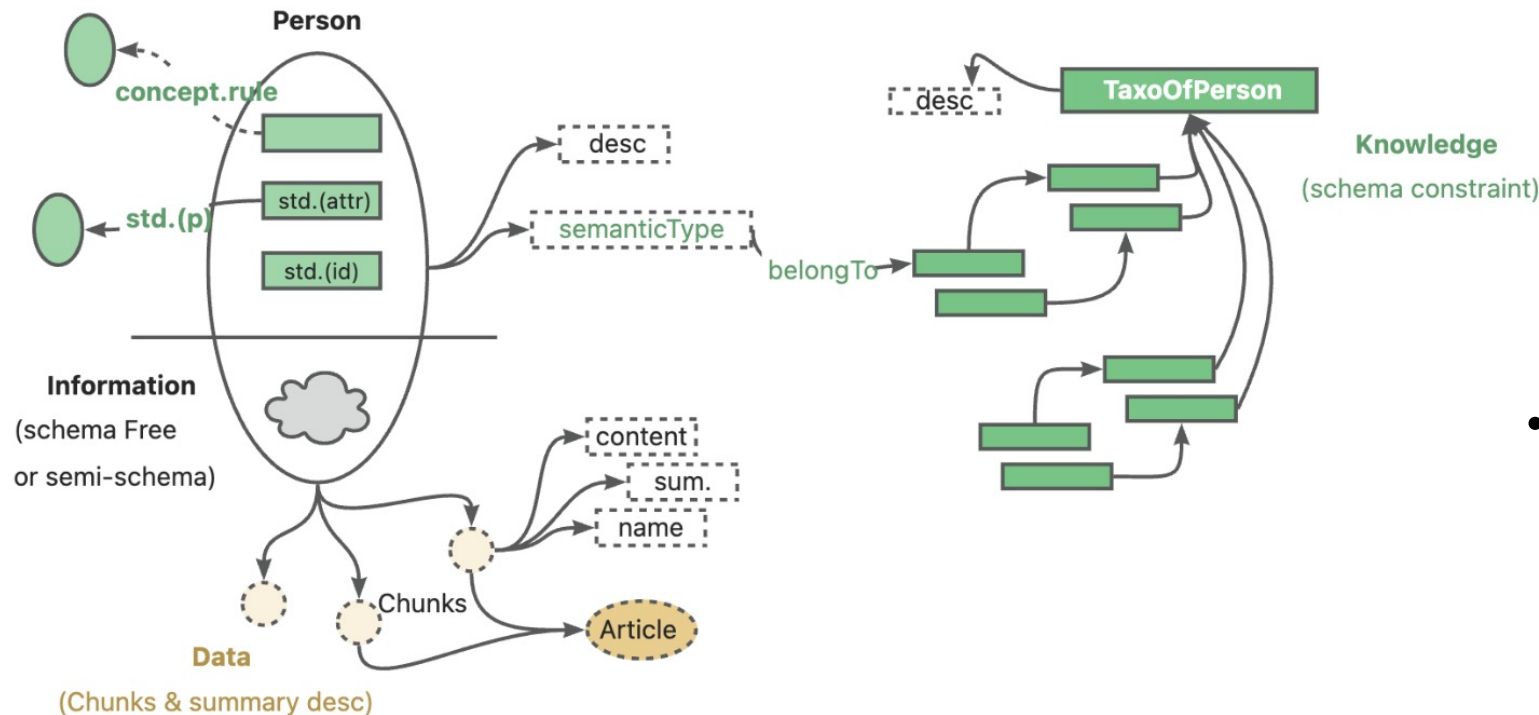 Person
concept.rule
std.(attr)
std.(p)
std.(id)
desc
semanticType
belongTo
desc
TaxoOfPerson
Knowledge
(schema constraint)
Information
(schema Free
or semi-schema)
content
sum.
name
Chunks
Article
Data
(Chunks & summary desc)